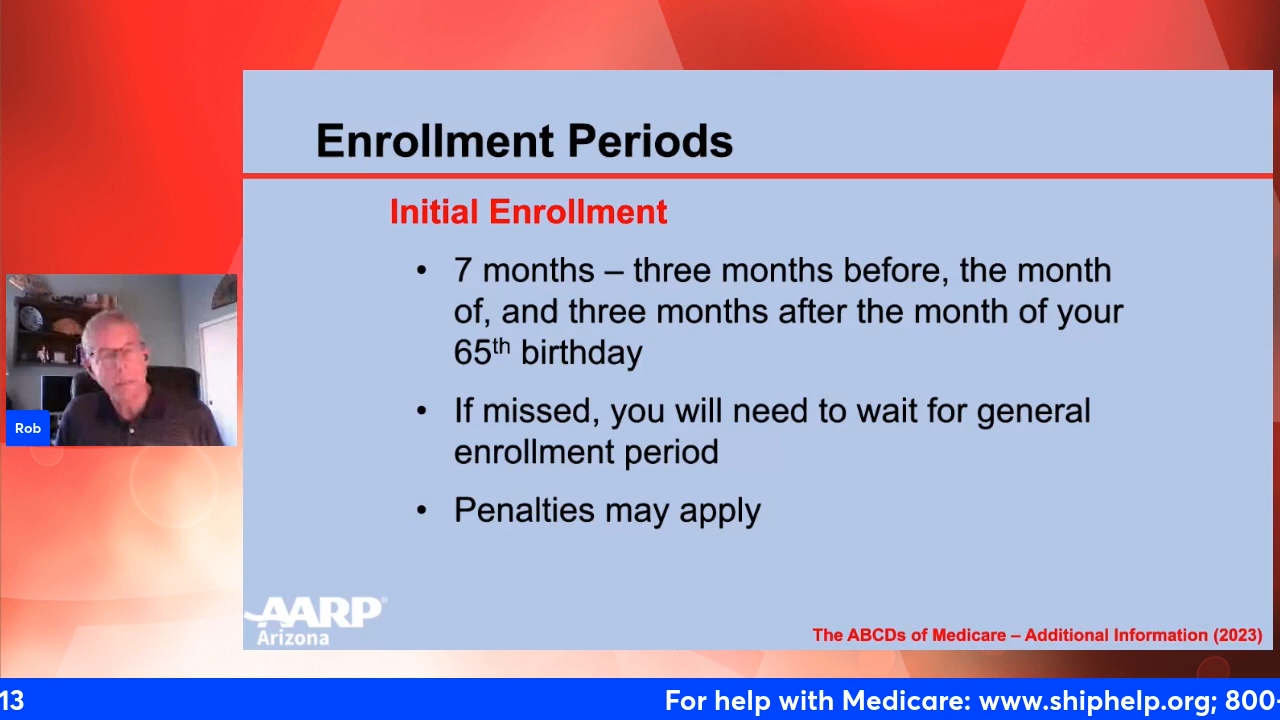 Enrollment Periods
Initial Enrollment
• 7 months – three months before, the month
of, and three months after the month of your
65th birthday
• If missed, you will need to wait for general
enrollment period
• Penalties may apply
Rob
AARP®
Arizona
The ABCDs of Medicare – Additional Information (2023)
13 For help with Medicare: www.shiphelp.org; 800-